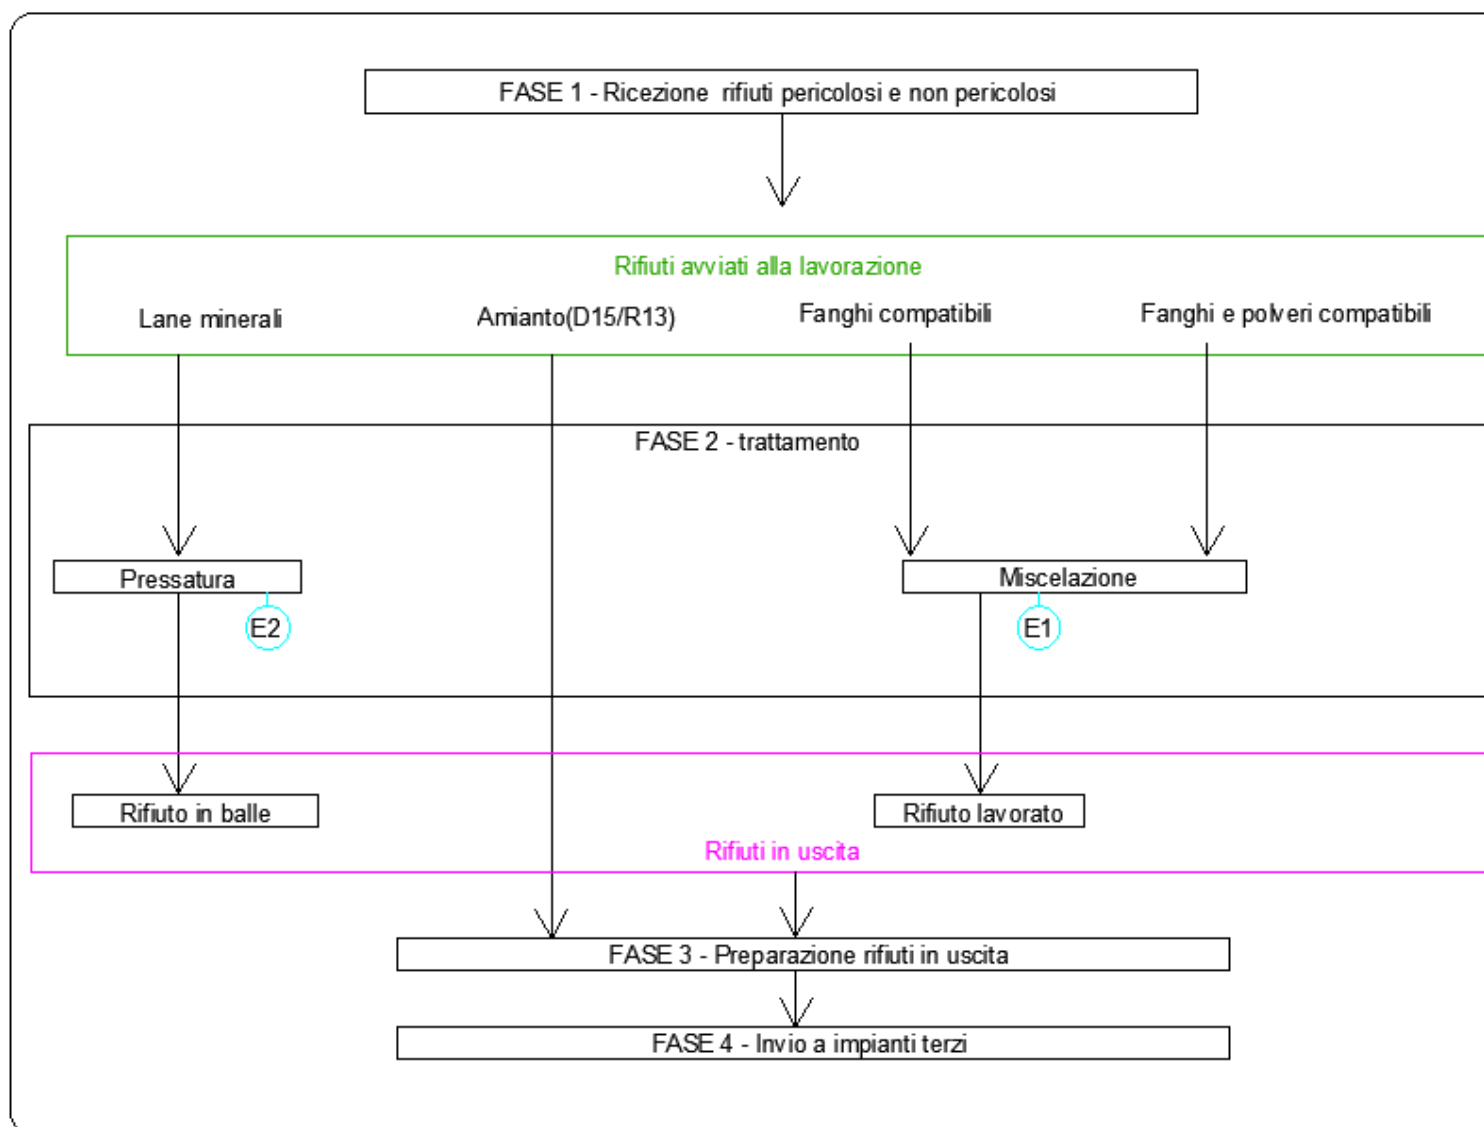 FASE 1 - Ricezione rifiuti pericolosi e non pericolosi
Rifiuti avviati alla lavorazione
Lane minerali
Amianto(D15/R13)
Fanghi compatibili
Fanghi e polveri compatibili
FASE 2 - trattamento
Pressatura
Miscelazione
E2
E1
Rifiuto in balle
Rifiuto lavorato
Rifiuti in uscita
FASE 3 - Preparazione rifiuti in uscita
FASE 4 - Invio a impianti terzi